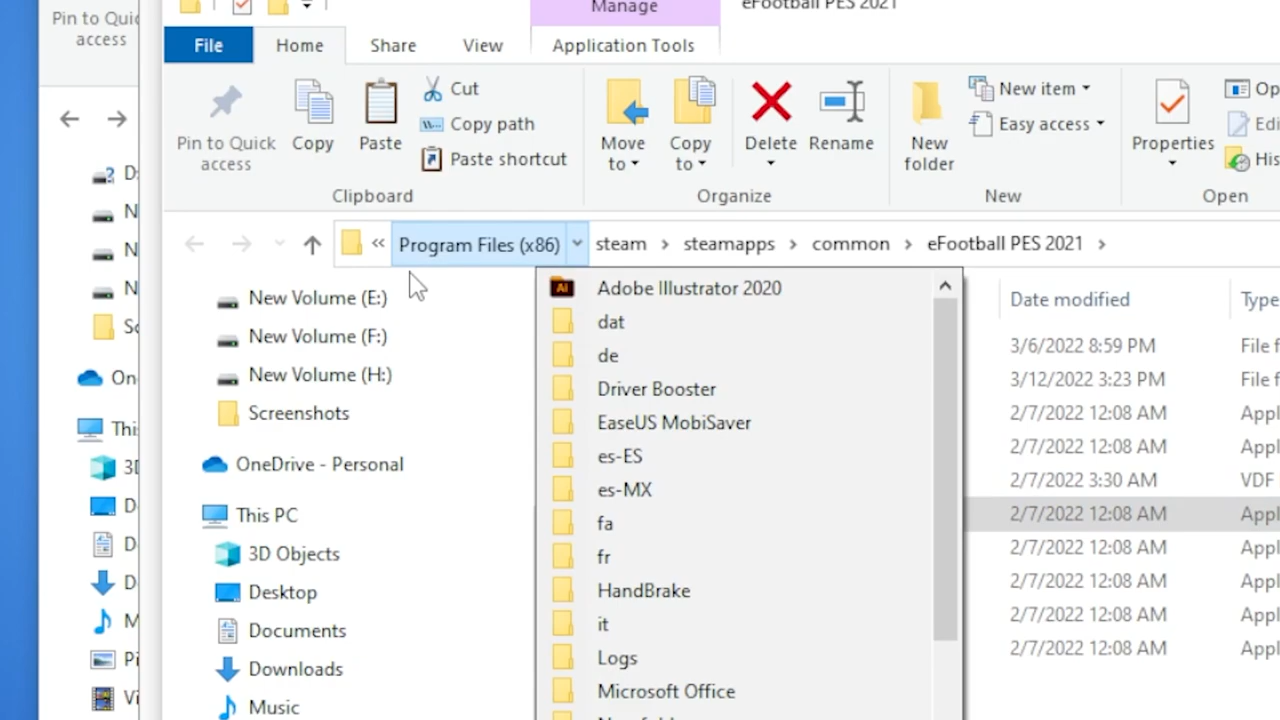 Manage
eFootball PES 2021
Pin to Quic
access
File
Home
Share
View
Application Tools
Pin to Quick
access
Copy
Paste
Cut
Copy path
Paste shortcut
Move
to
Copy
to
Delete
Rename
New
folder
New item
Easy access
Properties
Clipboard
Organize
New
Open
« Program Files (x86) steam > steamapps > common > eFootball PES 2021 >
New Volume (E:)
New Volume (F:)
New Volume (H:)
Screenshots
OneDrive - Personal
This PC
3D Objects
Desktop
Documents
Downloads
Music
Adobe Illustrator 2020
dat
de
Driver Booster
EaseUS MobiSaver
es-ES
es-MX
fa
fr
HandBrake
it
Logs
Microsoft Office
Date modified
Type
3/6/2022 8:59 PM
File f
3/12/2022 3:23 PM
File f
2/7/2022 12:08 AM
Appl
2/7/2022 12:08 AM
Appl
2/7/2022 3:30 AM
VDF
2/7/2022 12:08 AM
Appl
2/7/2022 12:08 AM
Appl
2/7/2022 12:08 AM
Appl
2/7/2022 12:08 AM
Appl
2/7/2022 12:08 AM
Appl